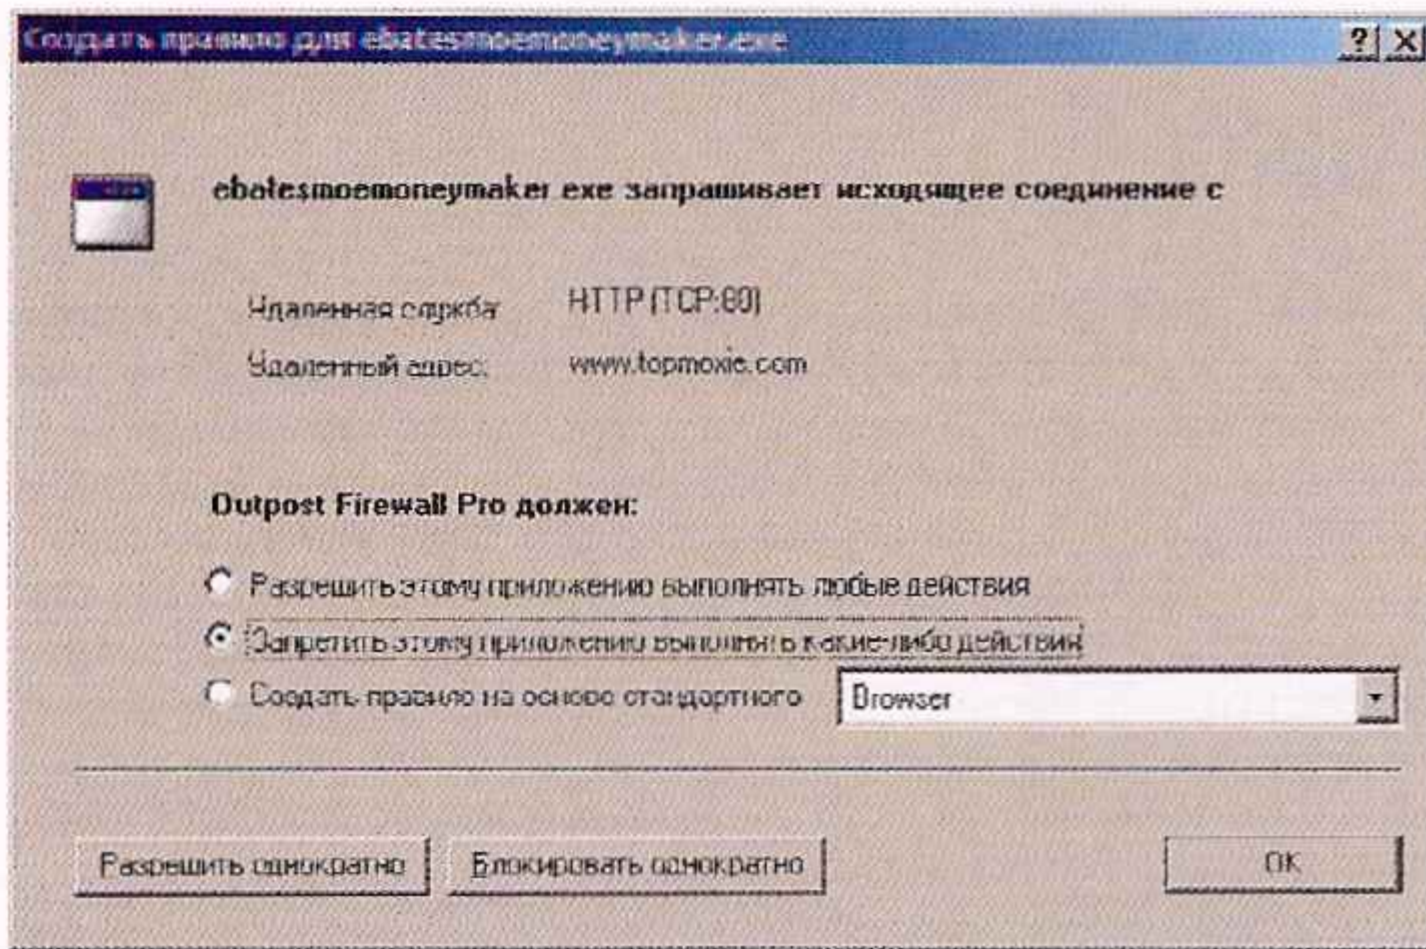 Создать правило для ebatesmoemoneymaker.exe
ebatesmoemoneymaker.exe запрашивает исходящее соединение с
Удаленная служба: HTTP (TCP:80)
Удаленный адрес: www.topmoxie.com
Outpost Firewall Pro должен:
Разрешить этому приложению выполнять любые действия
Запретить этому приложению выполнять какие-либо действия
Создать правило на основе стандартного Browser
Разрешить однократно Блокировать однократно OK